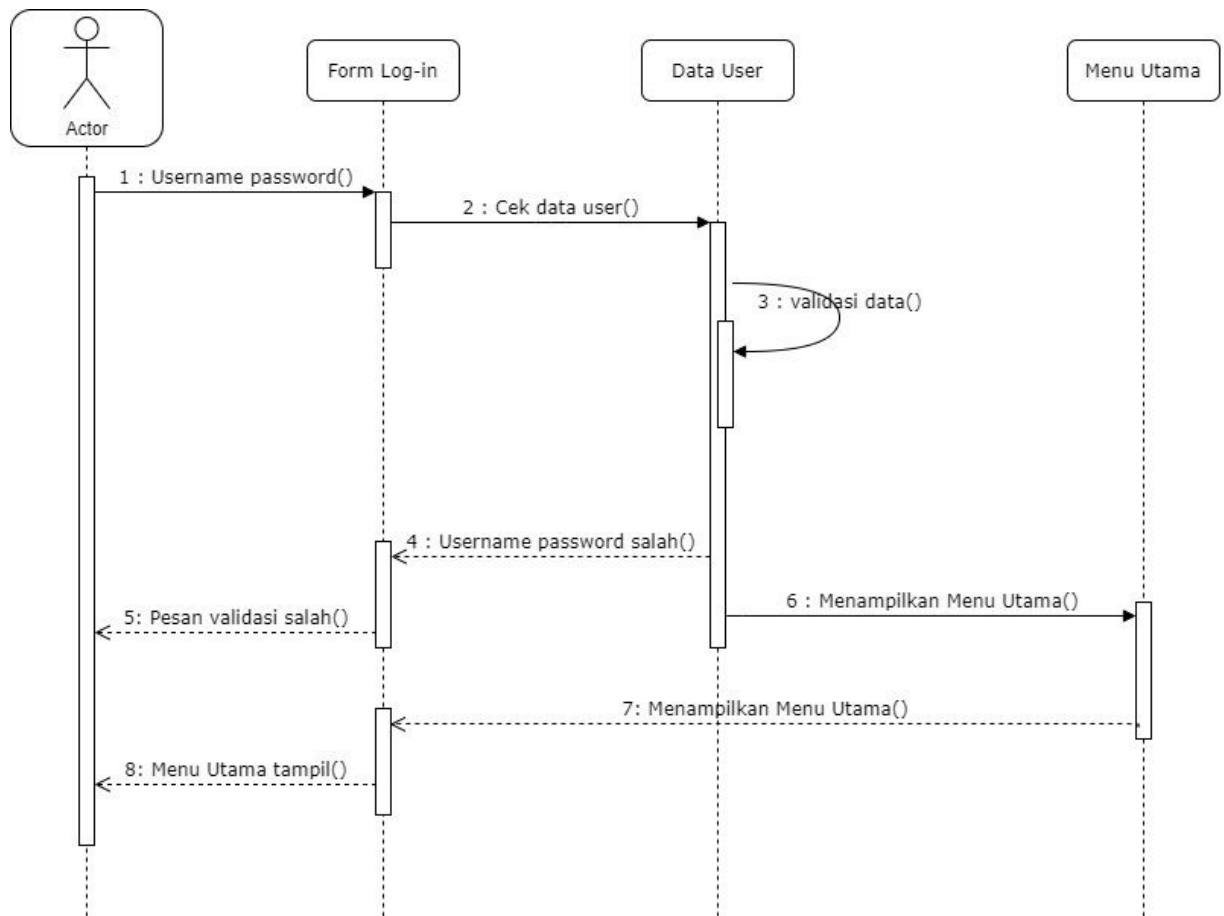 Actor
Form Log-in
Data User
Menu Utama
1 : Username password()
2 : Cek data user()
3 : validasi data()
4 : Username password salah()
5: Pesan validasi salah()
6 : Menampilkan Menu Utama()
7: Menampilkan Menu Utama()
8: Menu Utama tampil()